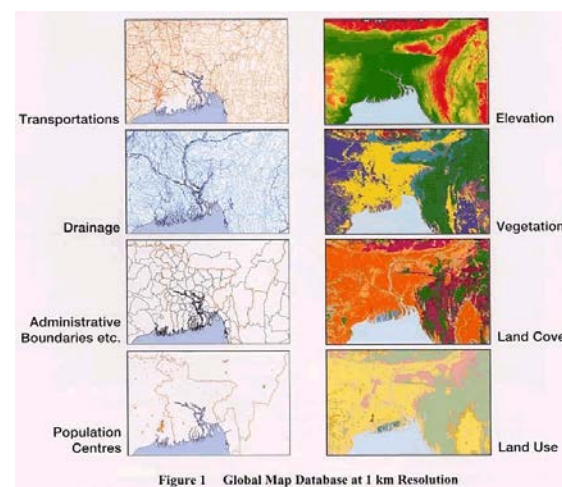 Transportations
Elevation
Drainage
Vegetation
Administrative
Boundaries etc.
Land Cove
Population
Centres
Land Use
Figure 1 Global Map Database at 1 km Resolution